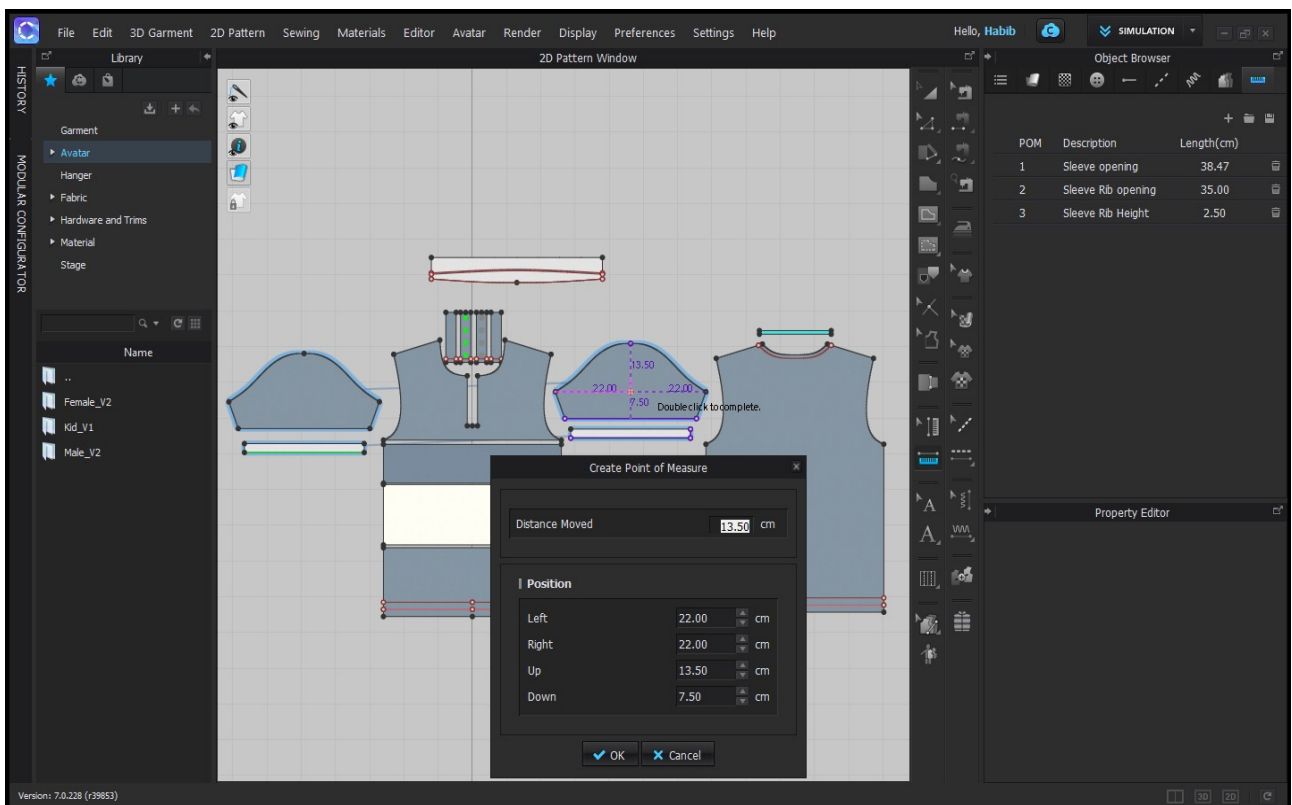 File Edit 3D Garment 2D Pattern Sewing Materials Editor Avatar Render Display Preferences Settings Help
Hello, Habib
SIMULATION
HISTORY
MODULAR CONFIGURATOR
Library
Garment
Avatar
Hanger
Fabric
Hardware and Trims
Material
Stage
Name
..
Female_V2
Kid_V1
Male_V2
2D Pattern Window
13.50
22.00 22.00
7.50
Double click to complete.
Create Point of Measure
Distance Moved 13.50 cm
Position
Left 22.00 cm
Right 22.00 cm
Up 13.50 cm
Down 7.50 cm
OK Cancel
A
A
Object Browser
POM Description Length(cm)
1 Sleeve opening 38.47
2 Sleeve Rib opening 35.00
3 Sleeve Rib Height 2.50
Property Editor
Version: 7.0.228 (r39853)
3D 2D